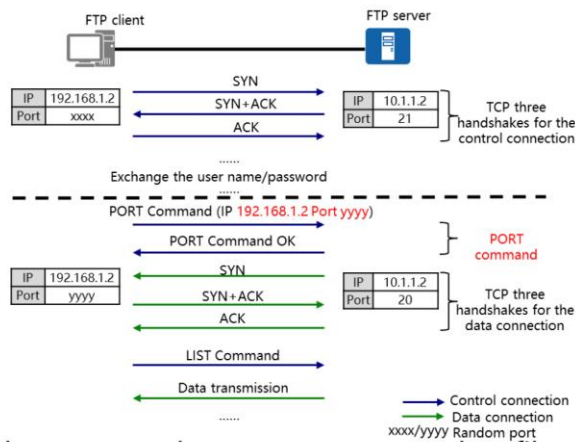 FTP client
FTP server
SYN
IP 192.168.1.2
Port xxxx
SYN+ACK
ACK
IP 10.1.1.2
Port 21
TCP three
handshakes for the
control connection
......
Exchange the user name/password
......
PORT Command (IP 192.168.1.2 Port yyyy)
PORT Command OK
PORT
command
SYN
IP 192.168.1.2
Port yyyy
SYN+ACK
ACK
IP 10.1.1.2
Port 20
TCP three
handshakes for the
data connection
LIST Command
Data transmission
......
Control connection
Data connection
xxxx/yyyy Random port